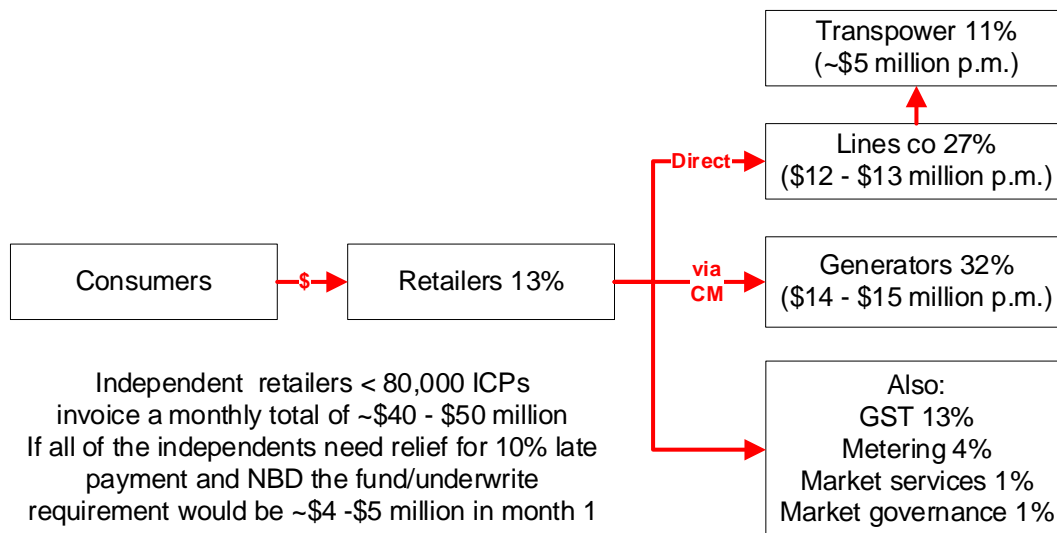 Transpower 11%
(~$5 million p.m.)
Direct
Lines co 27%
($12 - $13 million p.m.)
Consumers
$
Retailers 13%
via
CM
Generators 32%
($14 - $15 million p.m.)
Independent retailers < 80,000 ICPs
invoice a monthly total of ~$40 - $50 million
If all of the independents need relief for 10% late
payment and NBD the fund/underwrite
requirement would be ~$4 -$5 million in month 1
Also:
GST 13%
Metering 4%
Market services 1%
Market governance 1%